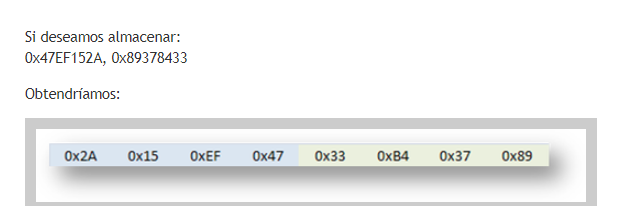 Si deseamos almacenar:
0x47EF152A, 0x89378433
Obtendríamos:
0x2A 0x15 0xEF 0x47 0x33 0xB4 0x37 0x89